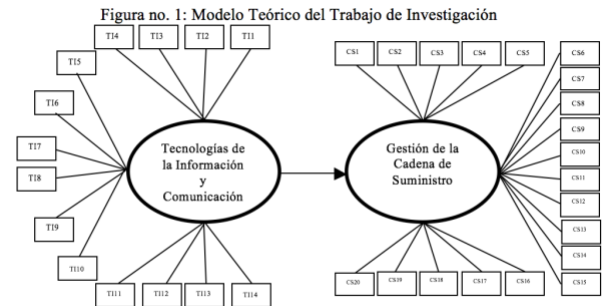 Figura no. 1: Modelo Teórico del Trabajo de Investigación
TI4
TI3
TI2
TI1
TI5
TI6
TI7
TI8
TI9
TI10
TI11
TI12
TI13
TI14
Tecnologías de
la Información
y
Comunicación
CS1
CS2
CS3
CS4
CS5
CS6
CS7
CS8
CS9
CS10
CS11
CS12
CS13
CS14
CS15
Gestión de la
Cadena de
Suministro
CS20
CS19
CS18
CS17
CS16